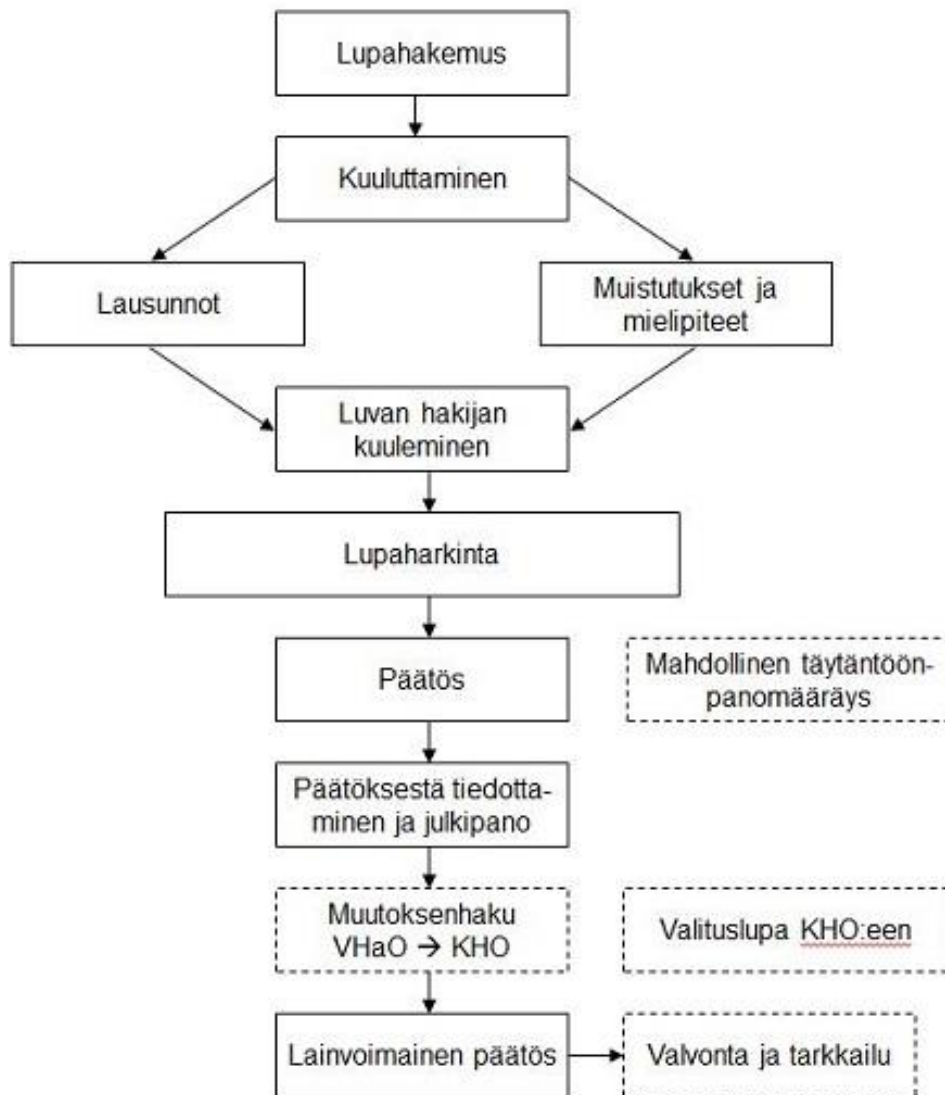 Lupahakemus
Kuuluttaminen
Lausunnot
Muistutukset ja
mielipiteet
Luvan hakijan
kuuleminen
Lupaharkinta
Päätös
Mahdollinen täytäntöön-
panomääräys
Päätöksestä tiedotta-
minen ja julkipano
Muutoksenhaku
VHaO → KHO
Valituslupa KHO:een
Lainvoimainen päätös
Valvonta ja tarkkailu